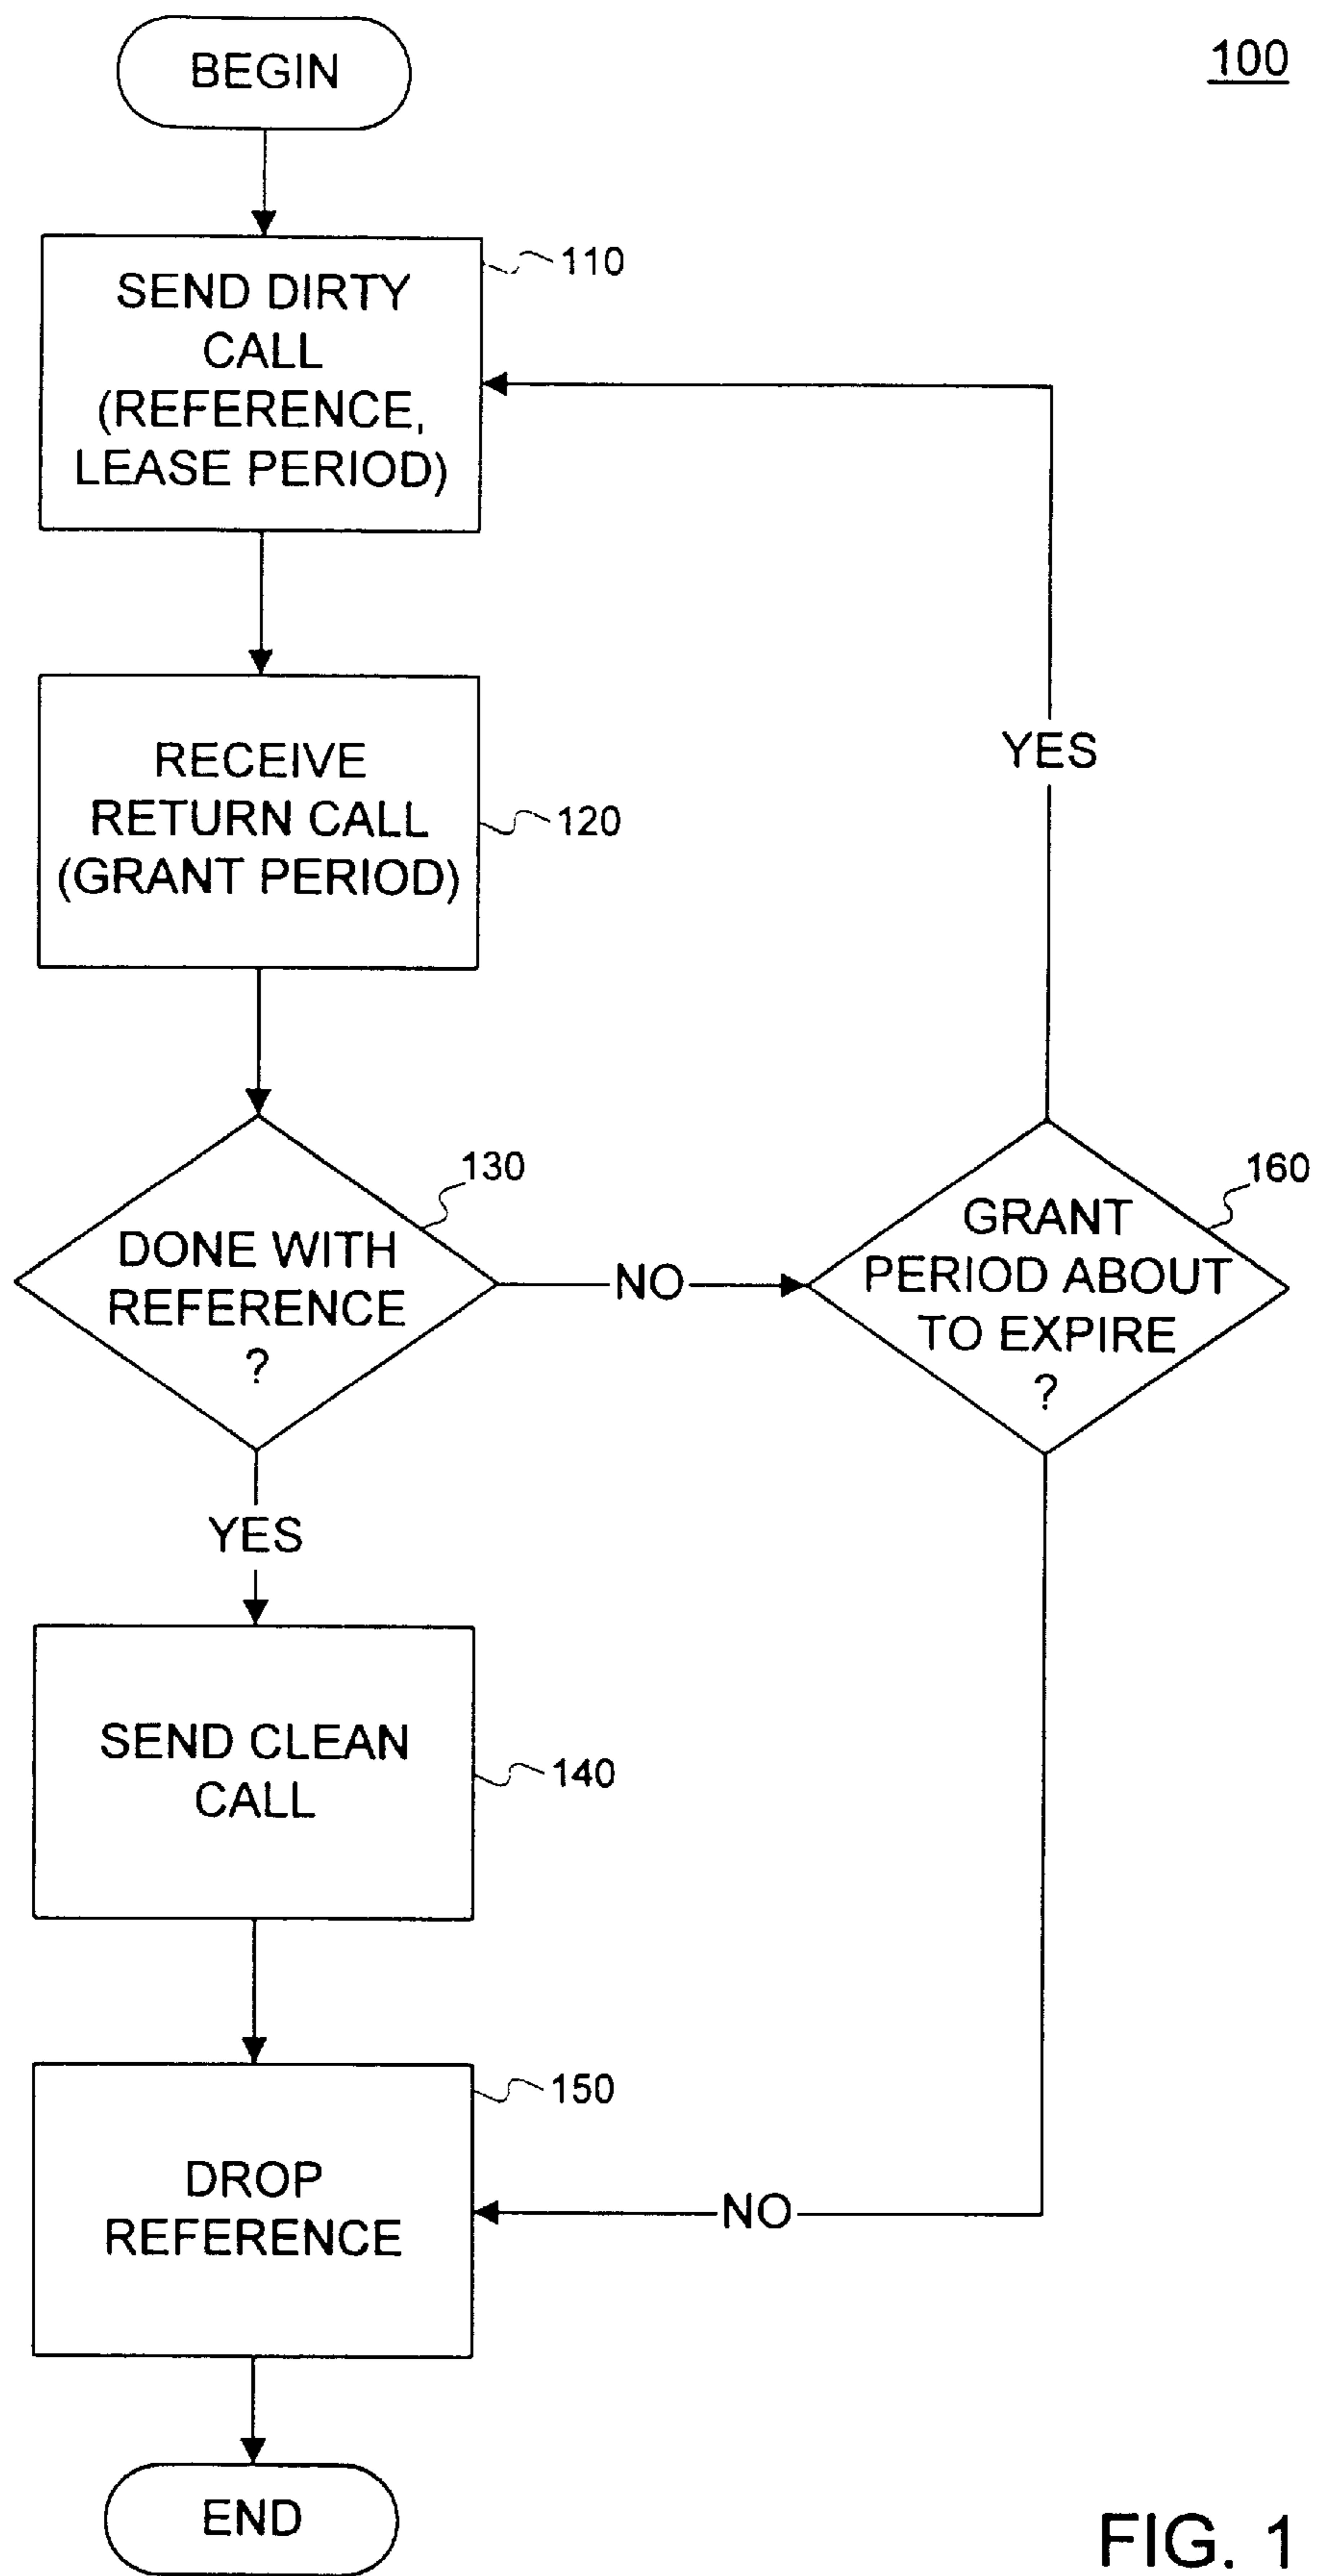 BEGIN
100
SEND DIRTY
CALL
(REFERENCE,
LEASE PERIOD)
110
RECEIVE
RETURN CALL
(GRANT PERIOD)
120
YES
DONE WITH
REFERENCE
?
130
NO
GRANT
PERIOD ABOUT
TO EXPIRE
?
160
YES
SEND CLEAN
CALL
140
DROP
REFERENCE
150
NO
END
FIG. 1